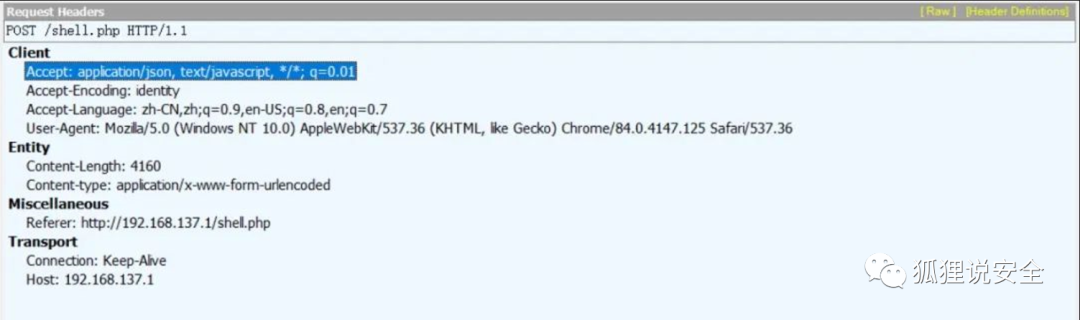 Request Headers [ Raw ] [Header Definitions]
POST /shell.php HTTP/1.1
Client
Accept: application/json, text/javascript, */*; q=0.01
Accept-Encoding: identity
Accept-Language: zh-CN,zh;q=0.9,en-US;q=0.8,en;q=0.7
User-Agent: Mozilla/5.0 (Windows NT 10.0) AppleWebKit/537.36 (KHTML, like Gecko) Chrome/84.0.4147.125 Safari/537.36
Entity
Content-Length: 4160
Content-type: application/x-www-form-urlencoded
Miscellaneous
Referer: http://192.168.137.1/shell.php
Transport
Connection: Keep-Alive
Host: 192.168.137.1
狐狸说安全